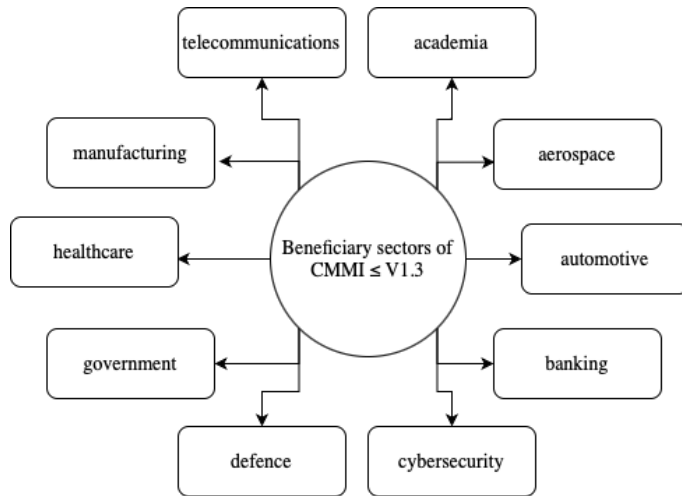 telecommunications
academia
manufacturing
aerospace
healthcare
Beneficiary sectors of
CMMI ≤ V1.3
automotive
government
banking
defence
cybersecurity